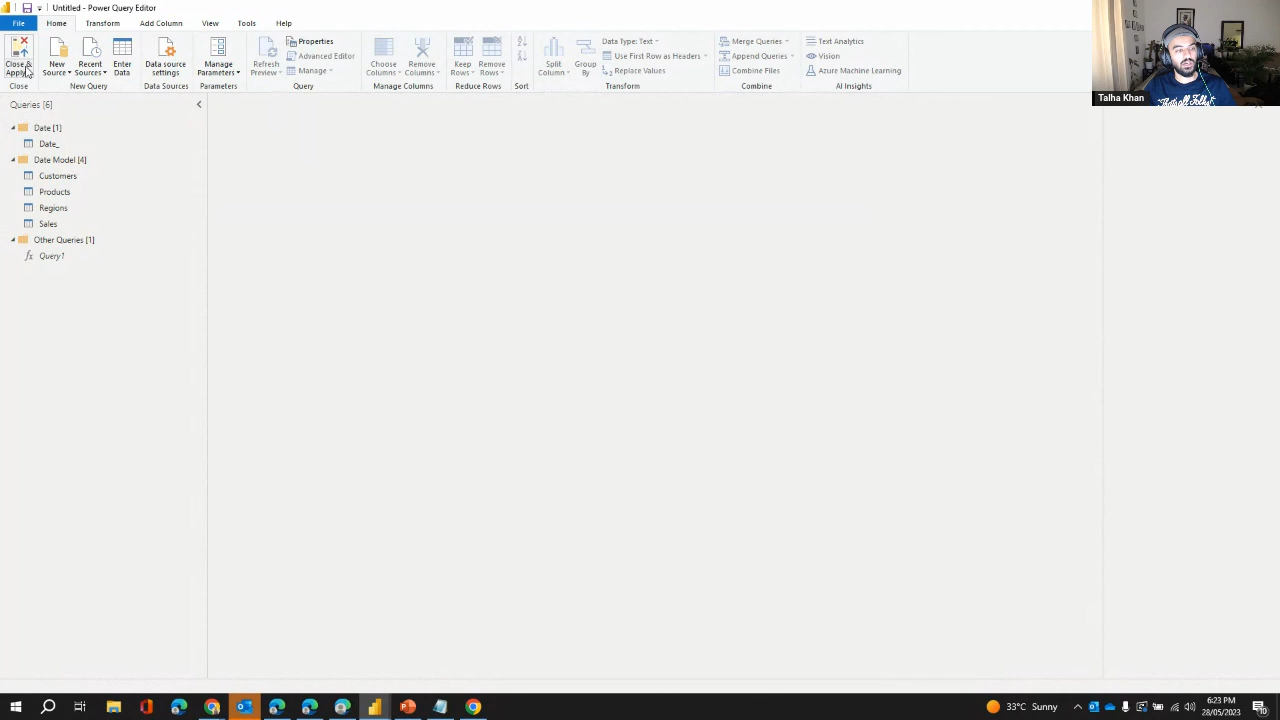 Untitled - Power Query Editor
File Home Transform Add Column View Tools Help
Close &
Apply
Close
New
Source
Recent
Sources
Enter
Data
New Query
Data source
settings
Data Sources
Manage
Parameters
Parameters
Refresh
Preview
Properties
Advanced Editor
Manage
Query
Choose
Columns
Remove
Columns
Manage Columns
Keep
Rows
Remove
Rows
Reduce Rows
Sort
Split
Column
Group
By
Data Type: Text
Use First Row as Headers
Replace Values
Transform
Merge Queries
Append Queries
Combine Files
Combine
Text Analytics
Vision
Azure Machine Learning
AI Insights
Talha Khan
Queries [6]
Date [1]
Date_
Date Model [4]
Customers
Products
Regions
Sales
Other Queries [1]
fx Query1
33°C Sunny
6:23 PM
28/05/2023